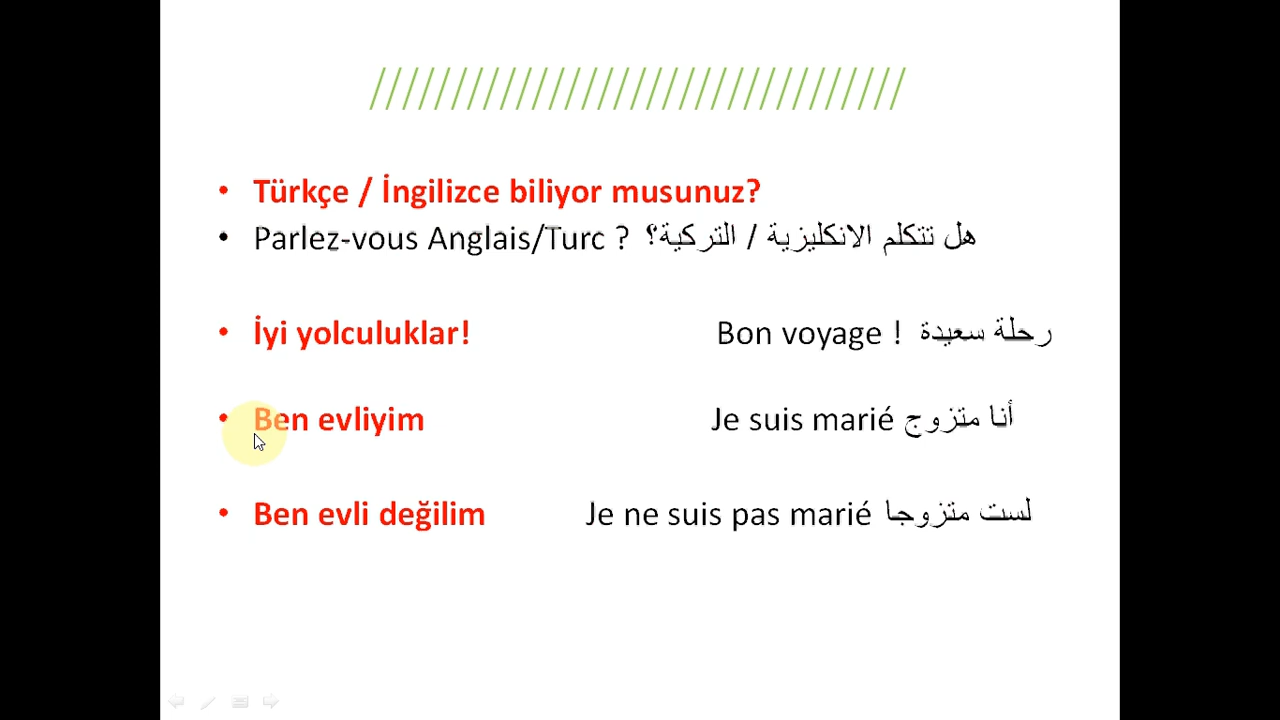 Türkçe / İngilizce biliyor musunuz?
Parlez-vous Anglais/Turc ? هل تتكلم الانكليزية / التركية؟
İyi yolculuklar! Bon voyage ! رحلة سعيدة
Ben evliyim Je suis marié أنا متزوج
Ben evli değilim Je ne suis pas marié لست متزوجا